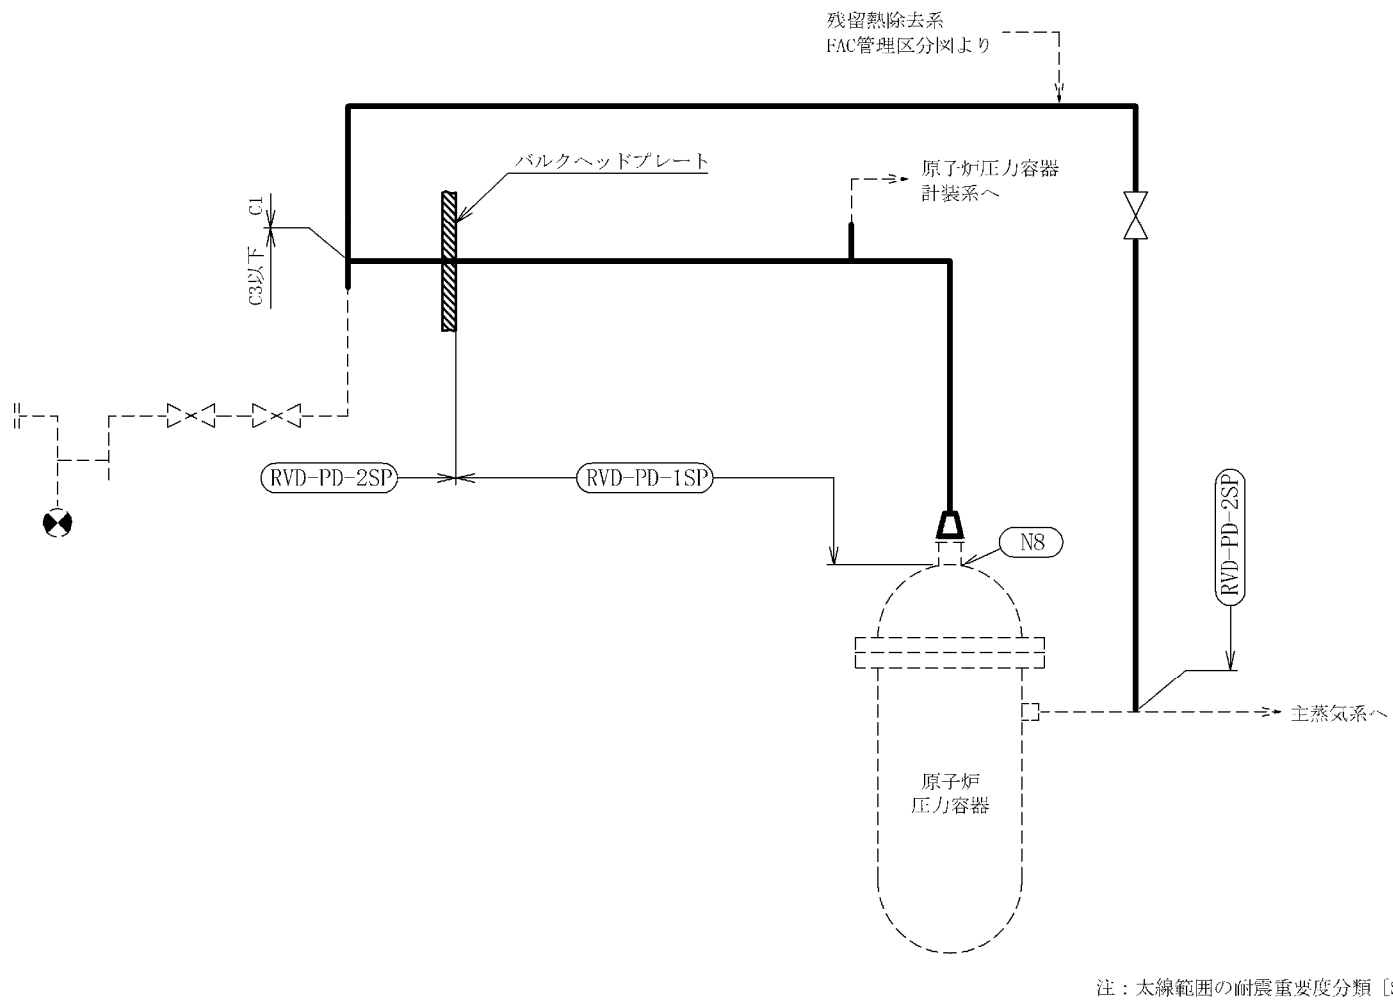 残留熱除去系
FAC管理区分図より
バルクヘッドプレート
原子炉圧力容器
計装系へ
C1
C3以下
RVD-PD-2SP
RVD-PD-1SP
N8
RVD-PD-2SP
主蒸気系へ
原子炉
圧力容器
注：太線範囲の耐震重要度分類［